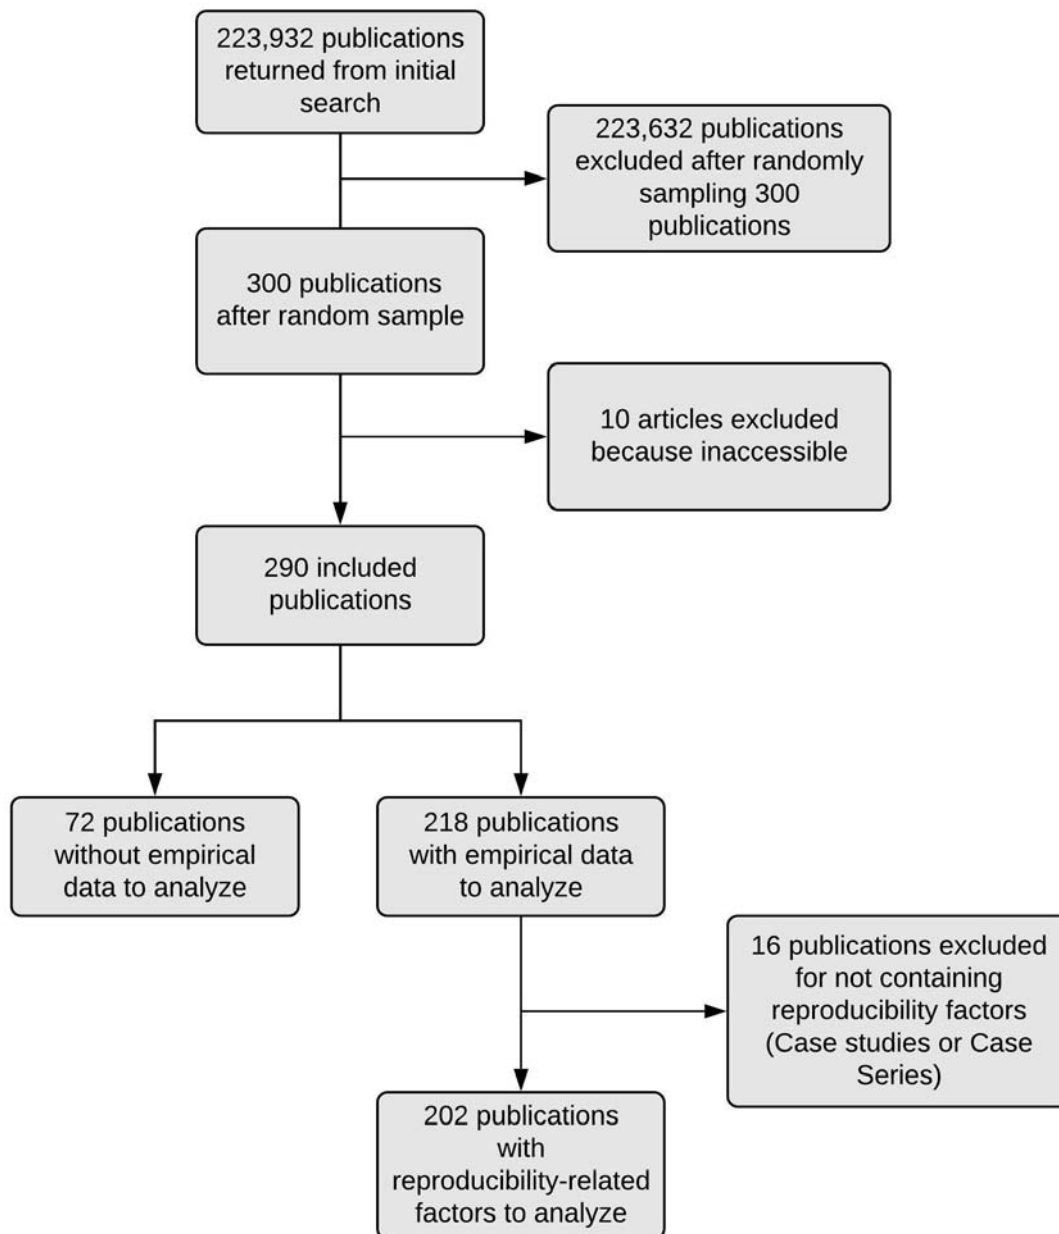 223,932 publications
returned from initial
search
223,632 publications
excluded after randomly
sampling 300
publications
300 publications
after random sample
10 articles excluded
because inaccessible
290 included
publications
72 publications
without empirical
data to analyze
218 publications
with empirical data
to analyze
16 publications excluded
for not containing
reproducibility factors
(Case studies or Case
Series)
202 publications
with
reproducibility-related
factors to analyze